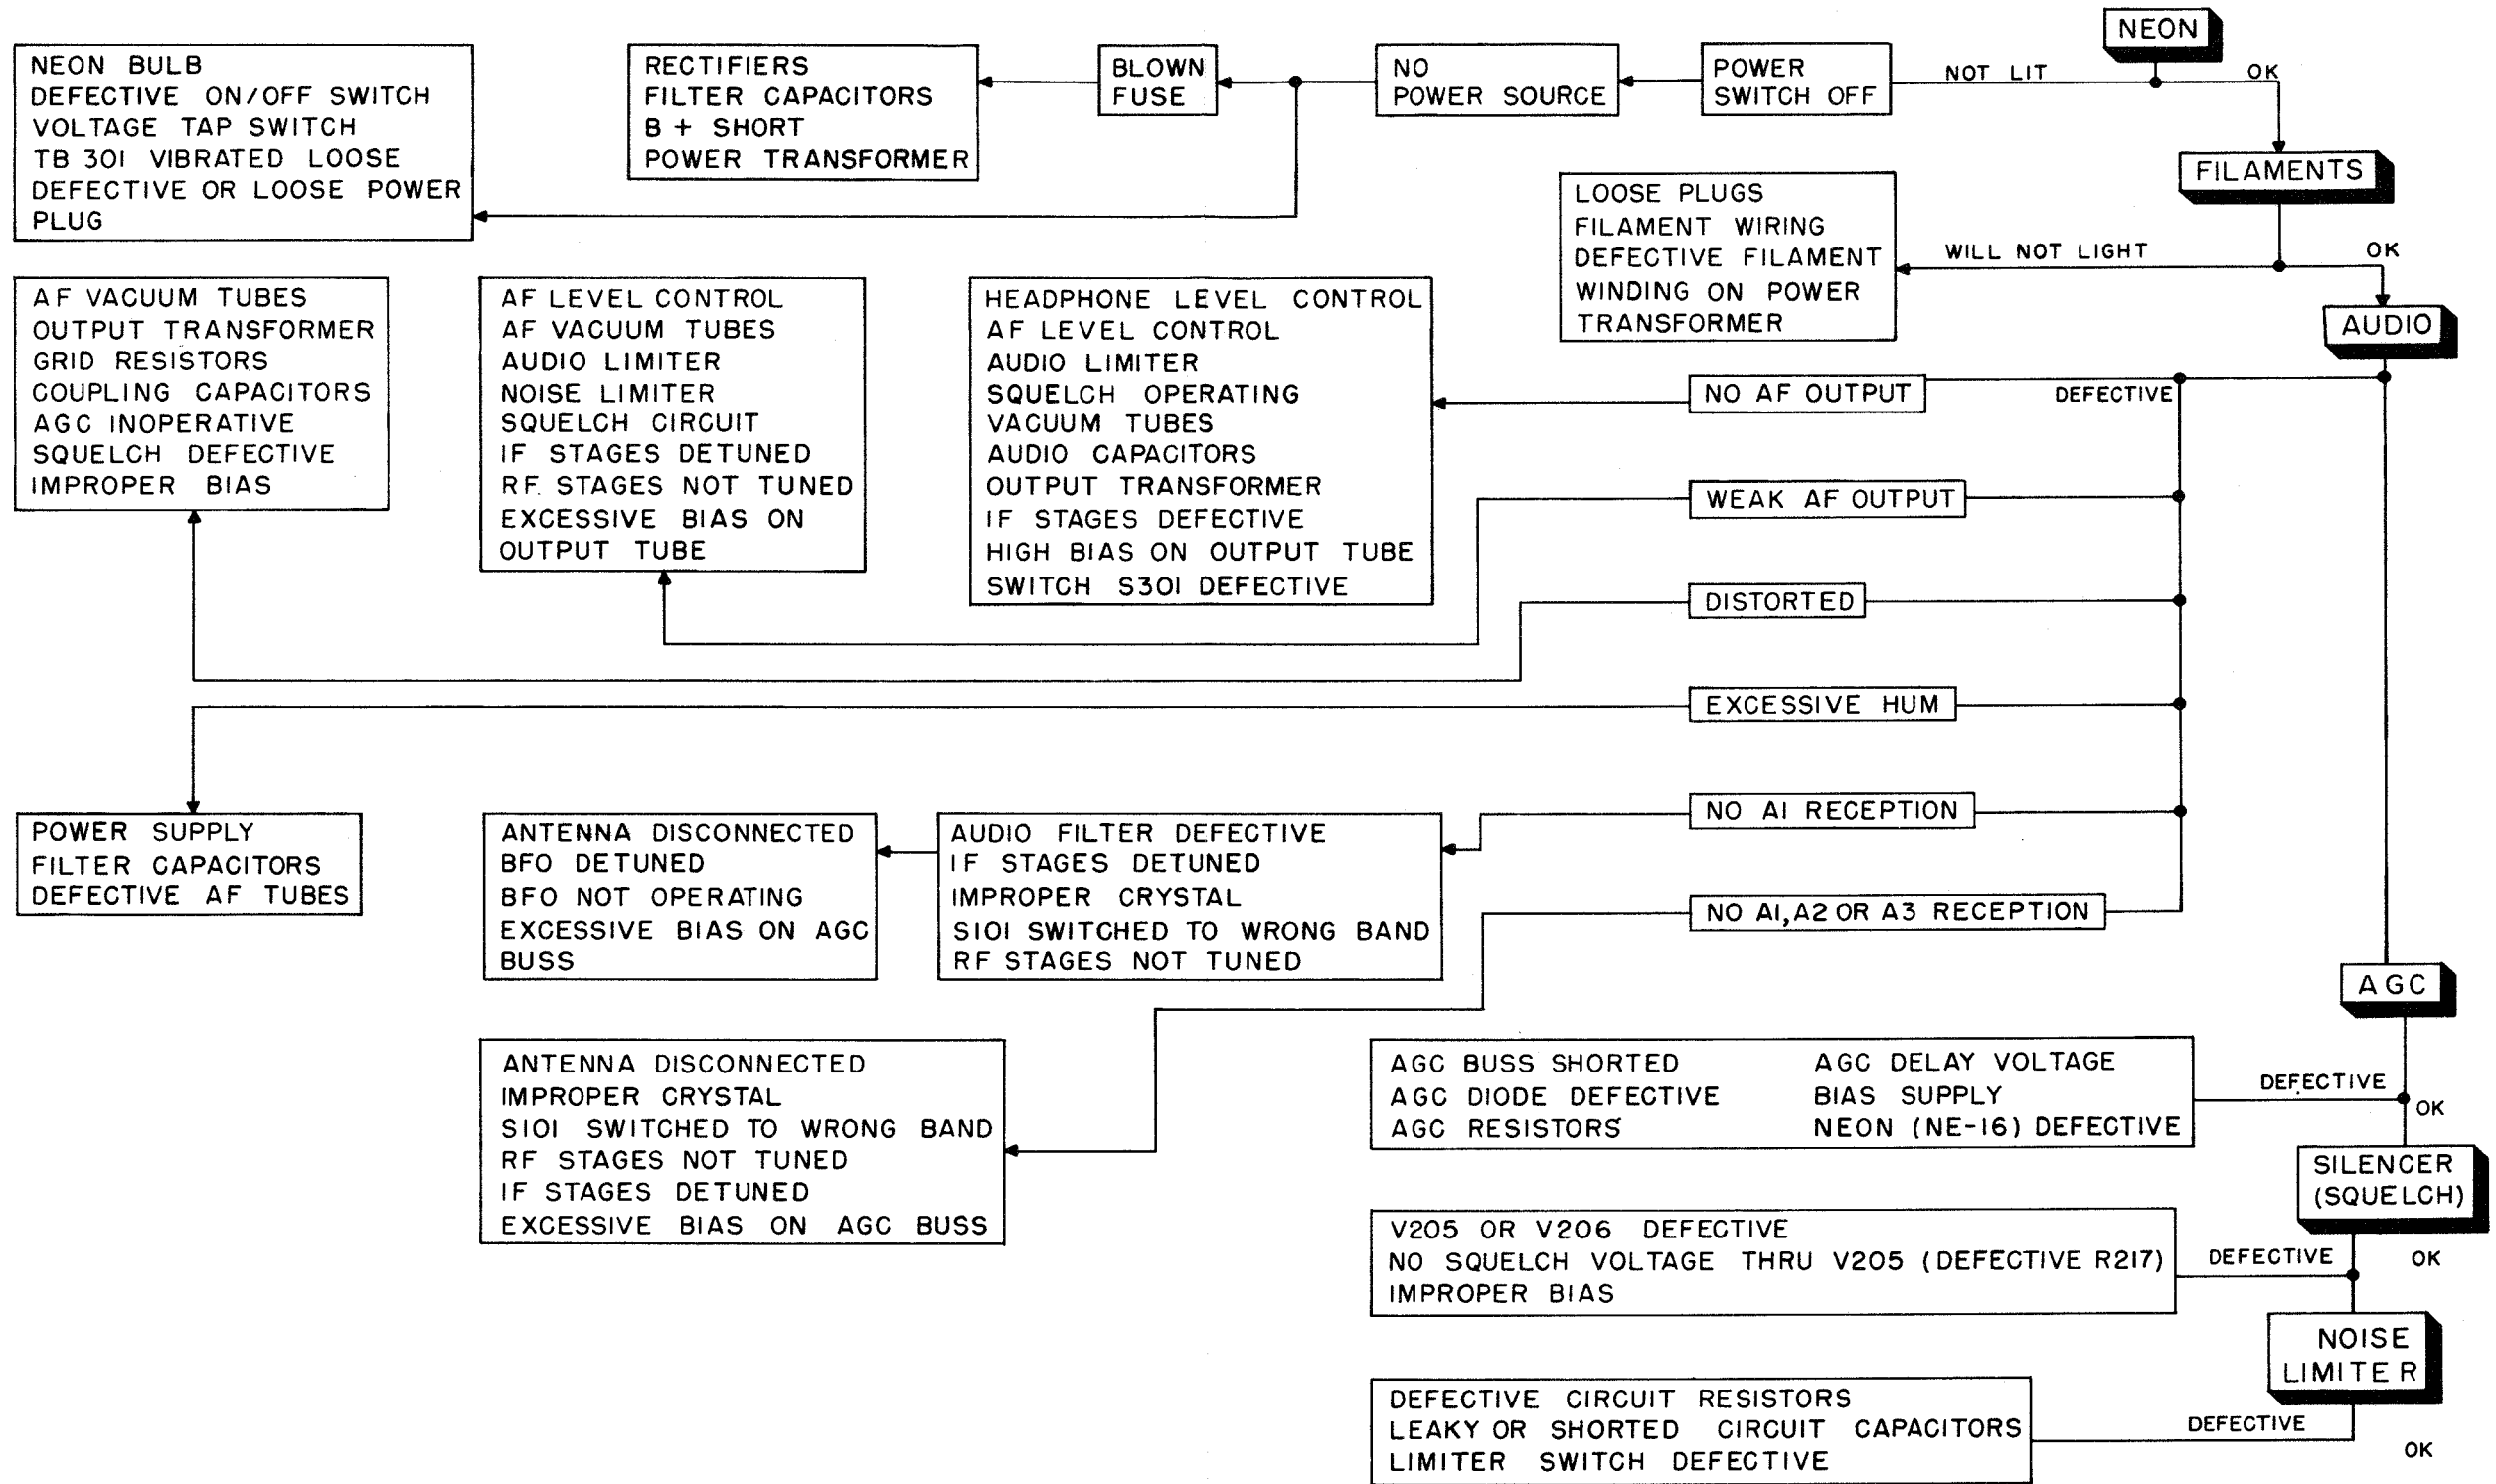 NEON
NOT LIT
OK
POWER
SWITCH OFF
NO
POWER SOURCE
BLOWN
FUSE
RECTIFIERS
FILTER CAPACITORS
B + SHORT
POWER TRANSFORMER
NEON BULB
DEFECTIVE ON/OFF SWITCH
VOLTAGE TAP SWITCH
TB 301 VIBRATED LOOSE
DEFECTIVE OR LOOSE POWER
PLUG
FILAMENTS
WILL NOT LIGHT
OK
LOOSE PLUGS
FILAMENT WIRING
DEFECTIVE FILAMENT
WINDING ON POWER
TRANSFORMER
AUDIO
DEFECTIVE
NO AF OUTPUT
HEADPHONE LEVEL CONTROL
AF LEVEL CONTROL
AUDIO LIMITER
SQUELCH OPERATING
VACUUM TUBES
AUDIO CAPACITORS
OUTPUT TRANSFORMER
IF STAGES DEFECTIVE
HIGH BIAS ON OUTPUT TUBE
SWITCH S301 DEFECTIVE
WEAK AF OUTPUT
AF LEVEL CONTROL
AF VACUUM TUBES
AUDIO LIMITER
NOISE LIMITER
SQUELCH CIRCUIT
IF STAGES DETUNED
RF STAGES NOT TUNED
EXCESSIVE BIAS ON
OUTPUT TUBE
DISTORTED
AF VACUUM TUBES
OUTPUT TRANSFORMER
GRID RESISTORS
COUPLING CAPACITORS
AGC INOPERATIVE
SQUELCH DEFECTIVE
IMPROPER BIAS
EXCESSIVE HUM
POWER SUPPLY
FILTER CAPACITORS
DEFECTIVE AF TUBES
NO A1 RECEPTION
AUDIO FILTER DEFECTIVE
IF STAGES DETUNED
IMPROPER CRYSTAL
S101 SWITCHED TO WRONG BAND
RF STAGES NOT TUNED
ANTENNA DISCONNECTED
BFO DETUNED
BFO NOT OPERATING
EXCESSIVE BIAS ON AGC
BUSS
NO A1, A2 OR A3 RECEPTION
ANTENNA DISCONNECTED
IMPROPER CRYSTAL
S101 SWITCHED TO WRONG BAND
RF STAGES NOT TUNED
IF STAGES DETUNED
EXCESSIVE BIAS ON AGC BUSS
AGC
DEFECTIVE
OK
AGC BUSS SHORTED
AGC DIODE DEFECTIVE
AGC RESISTORS
AGC DELAY VOLTAGE
BIAS SUPPLY
NEON (NE-16) DEFECTIVE
SILENCER
(SQUELCH)
DEFECTIVE
OK
V205 OR V206 DEFECTIVE
NO SQUELCH VOLTAGE THRU V205 (DEFECTIVE R217)
IMPROPER BIAS
NOISE
LIMITER
DEFECTIVE
OK
DEFECTIVE CIRCUIT RESISTORS
LEAKY OR SHORTED CIRCUIT CAPACITORS
LIMITER SWITCH DEFECTIVE